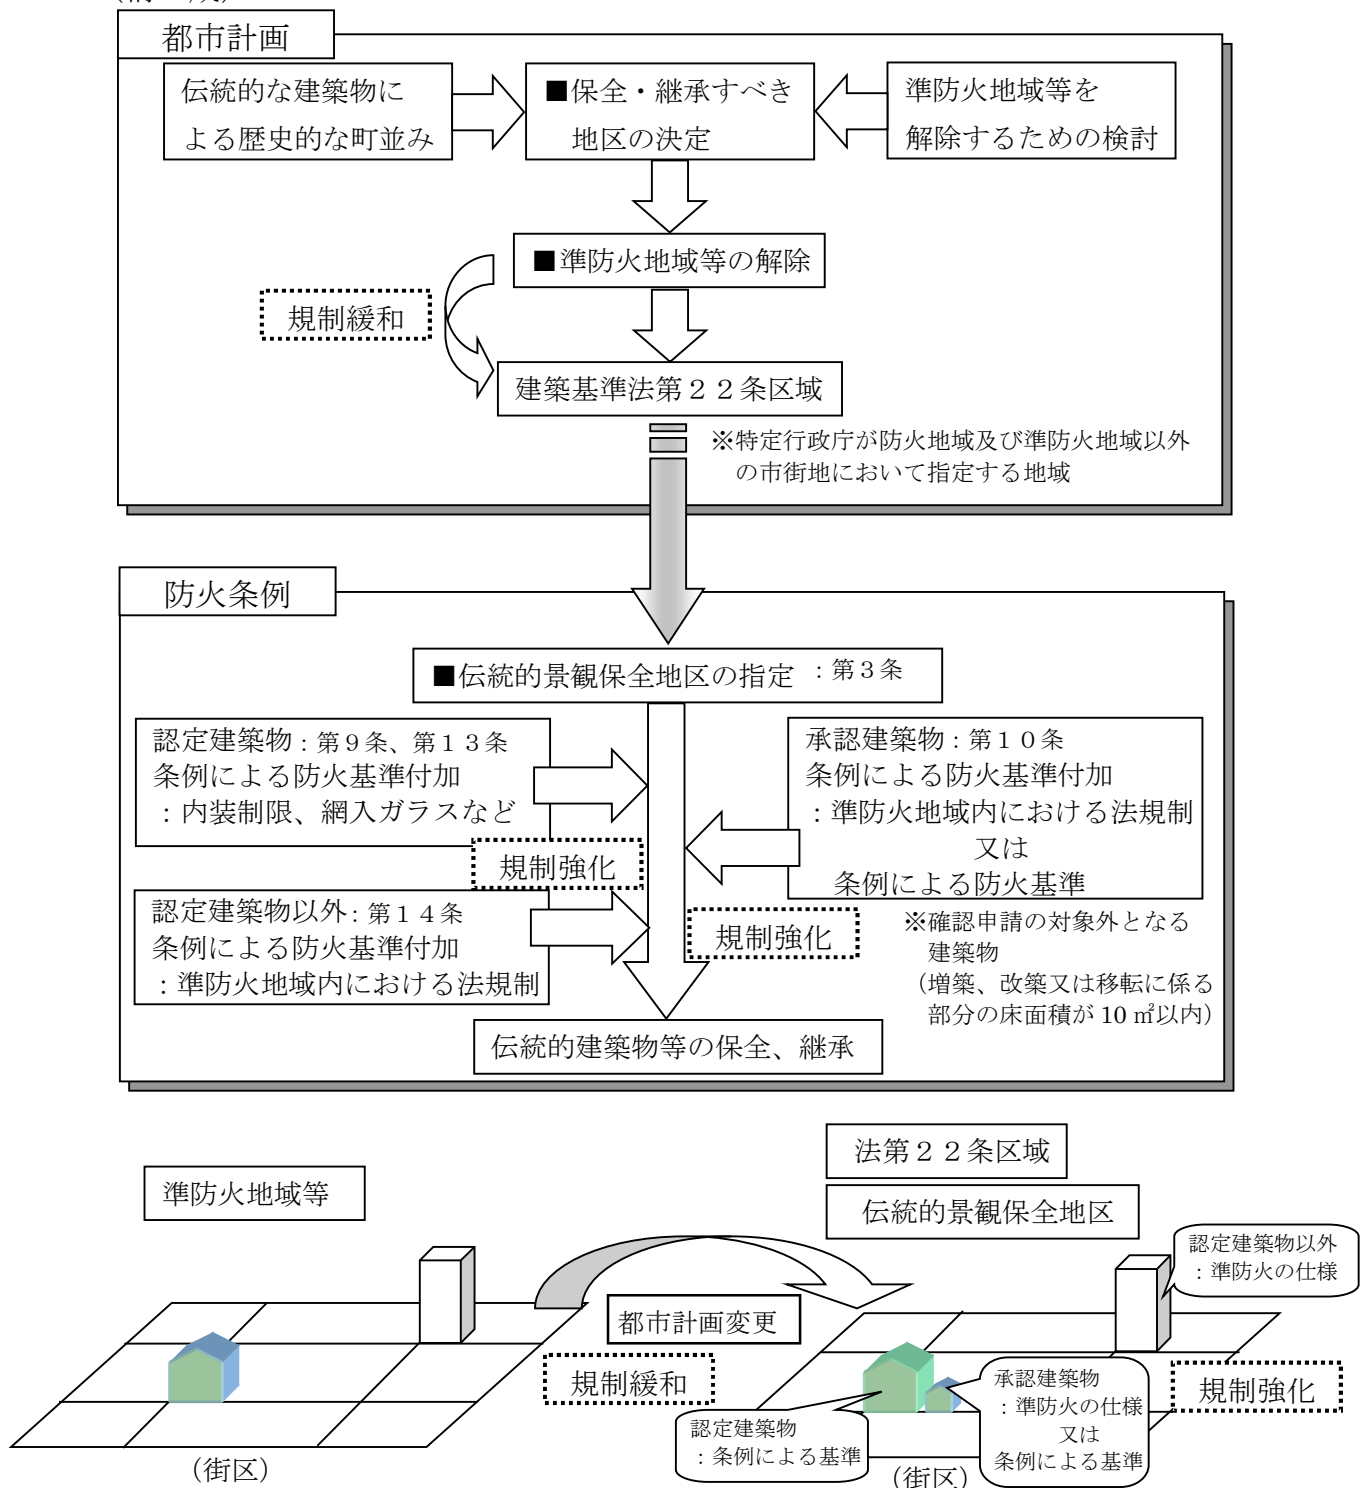 都市計画
伝統的な建築物に
よる歴史的な町並み
■保全・継承すべき
地区の決定
準防火地域等を
解除するための検討
■準防火地域等の解除
規制緩和
建築基準法第２２条区域
※特定行政庁が防火地域及び準防火地域以外
の市街地において指定する地域
防火条例
■伝統的景観保全地区の指定：第３条
認定建築物：第９条、第１３条
条例による防火基準付加
：内装制限、網入ガラスなど
規制強化
認定建築物以外：第１４条
条例による防火基準付加
：準防火地域内における法規制
承認建築物：第１０条
条例による防火基準付加
：準防火地域内における法規制
又は
条例による防火基準
規制強化
※確認申請の対象外となる
建築物
（増築、改築又は移転に係る
部分の床面積が 10 ㎡以内）
伝統的建築物等の保全、継承
準防火地域等
法第２２条区域
伝統的景観保全地区
認定建築物以外
：準防火の仕様
都市計画変更
規制緩和
認定建築物
：条例による基準
承認建築物
：準防火の仕様
又は
条例による基準
規制強化
（街区）
（街区）